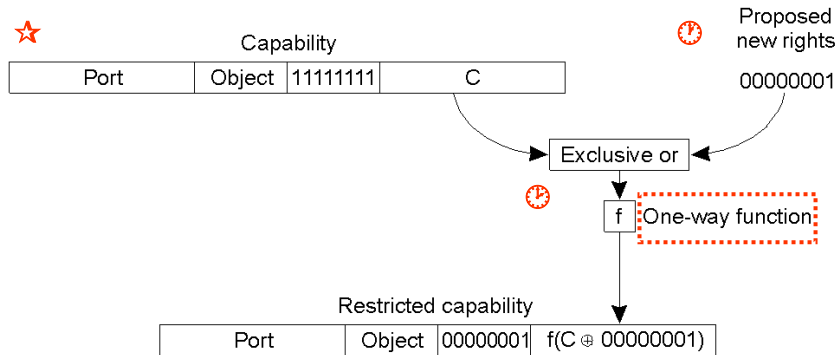 Capability
Proposed
new rights
Port Object 11111111 C
00000001
Exclusive or
f One-way function
Restricted capability
Port Object 00000001 f(C ⊕ 00000001)